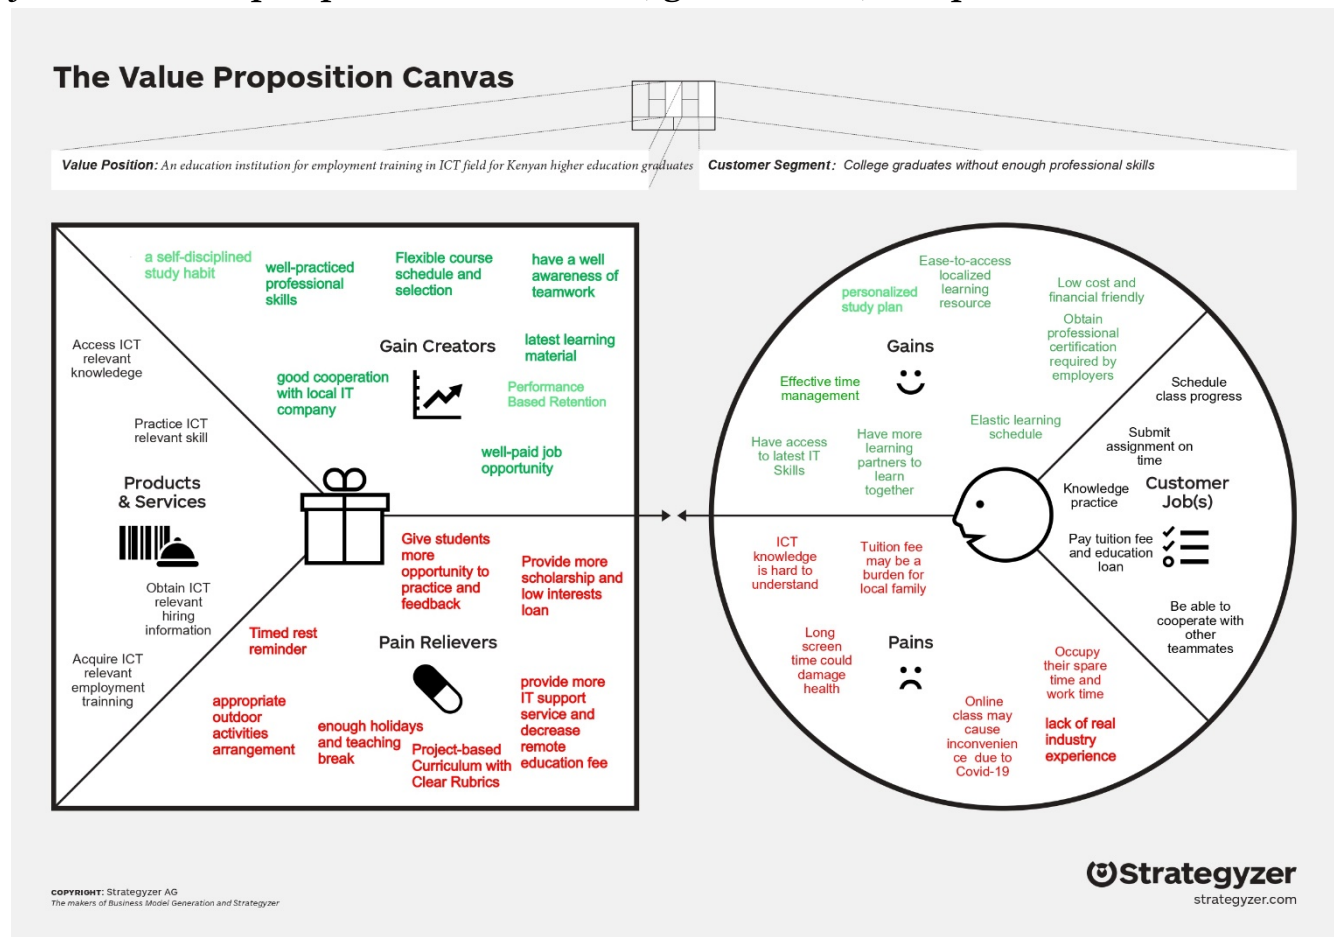 The Value Proposition Canvas
Value Position: An education institution for employment training in ICT field for Kenyan higher education graduates
Customer Segment: College graduates without enough professional skills
a self-disciplined
study habit
well-practiced
professional
skills
Flexible course
schedule and
selection
have a well
awareness of
teamwork
Gain Creators
latest learning
material
good cooperation
with local IT
company
Performance
Based Retention
well-paid job
opportunity
Access ICT
relevant
knowledege
Practice ICT
relevant skill
Products
& Services
Obtain ICT
relevant
hiring
information
Acquire ICT
relevant
employment
trainning
Give students
more
opportunity to
practice and
feedback
Provide more
scholarship and
low interests
loan
Timed rest
reminder
Pain Relievers
appropriate
outdoor
activities
arrangement
enough holidays
and teaching
break
Project-based
Curriculum with
Clear Rubrics
provide more
IT support
service and
decrease
remote
education fee
Ease-to-access
localized
learning
resource
personalized
study plan
Low cost and
financial friendly
Obtain
professional
certification
required by
employers
Gains
Effective time
management
Elastic learning
schedule
Have access
to latest IT
Skills
Have more
learning
partners to
learn
together
Schedule
class progress
Submit
assignment on
time
Knowledge
practice
Customer
Job(s)
Pay tuition fee
and education
loan
Be able to
cooperate with
other
teammates
ICT
knowledge
is hard to
understand
Tuition fee
may be a
burden for
local family
Long
screen
time could
damage
health
Pains
Occupy
their spare
time and
work time
Online
class may
cause
inconvenien
ce due to
Covid-19
lack of real
industry
experience
COPYRIGHT: Strategyzer AG
The makers of Business Model Generation and Strategyzer
Strategyzer
strategyzer.com